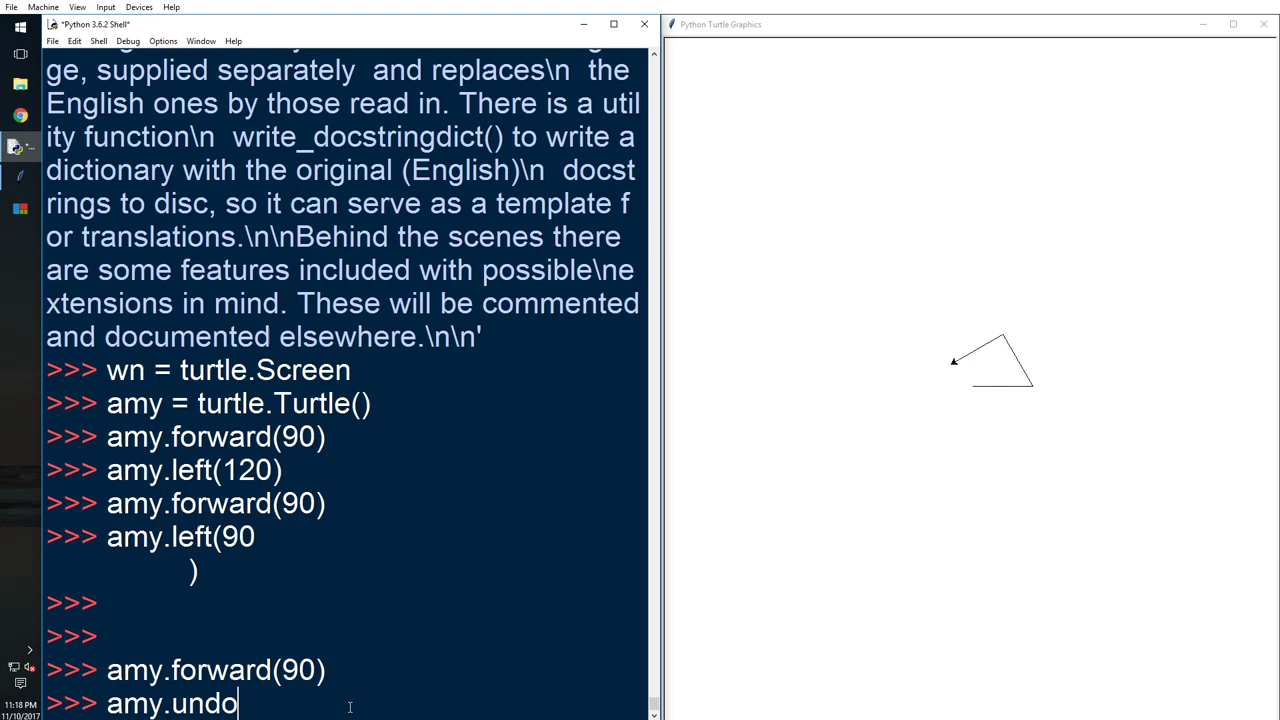 File Machine View Input Devices Help
*Python 3.6.2 Shell*
File Edit Shell Debug Options Window Help
ge, supplied separately  and replaces\n  the
English ones by those read in. There is a util
ity function\n  write_docstringdict() to write a
dictionary with the original (English)\n  docst
rings to disc, so it can serve as a template f
or translations.\n\nBehind the scenes there
are some features included with possible\ne
xtensions in mind. These will be commented
and documented elsewhere.\n\n'
>>> wn = turtle.Screen
>>> amy = turtle.Turtle()
>>> amy.forward(90)
>>> amy.left(120)
>>> amy.forward(90)
>>> amy.left(90
)
>>>
>>>
>>> amy.forward(90)
>>> amy.undo
Python Turtle Graphics
11:18 PM
11/10/2017